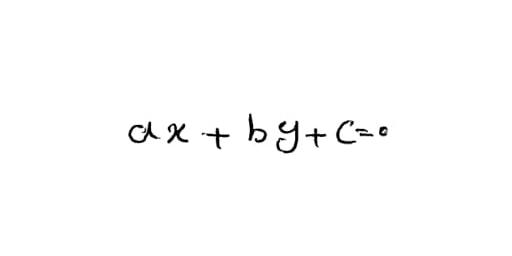 ax + by + c = 0